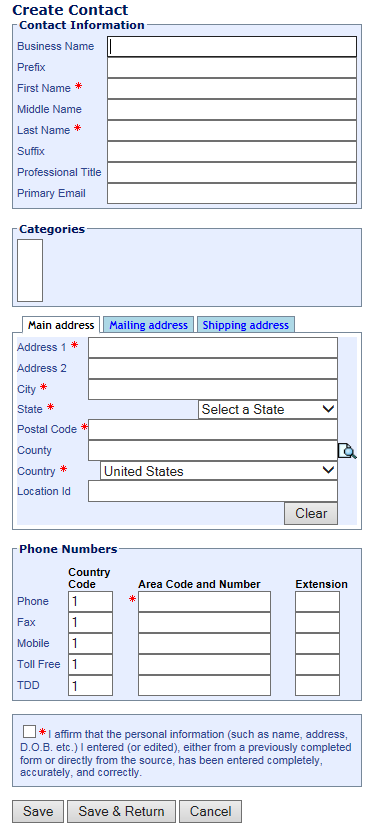 Create Contact
Contact Information
Business Name
Prefix
First Name *
Middle Name
Last Name *
Suffix
Professional Title
Primary Email
Categories
Main address Mailing address Shipping address
Address 1 *
Address 2
City *
State * Select a State
Postal Code *
County
Country * United States
Location Id
Clear
Phone Numbers
Country
Code Area Code and Number Extension
Phone 1 *
Fax 1
Mobile 1
Toll Free 1
TDD 1
* I affirm that the personal information (such as name, address,
D.O.B. etc.) I entered (or edited), either from a previously completed
form or directly from the source, has been entered completely,
accurately, and correctly.
Save Save & Return Cancel